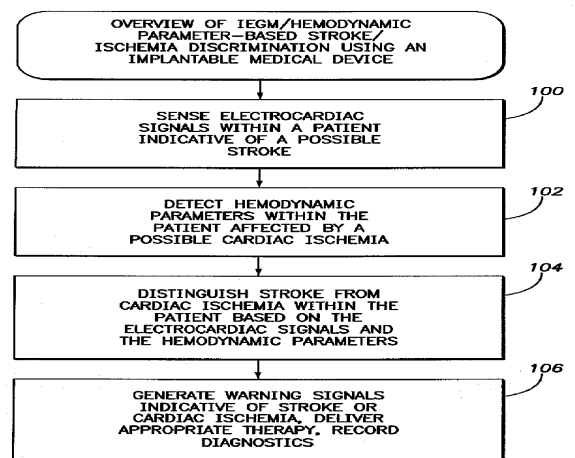 OVERVIEW OF IEGM/HEMODYNAMIC
PARAMETER-BASED STROKE/
ISCHEMIA DISCRIMINATION USING AN
IMPLANTABLE MEDICAL DEVICE
100
SENSE ELECTROCARDIAC
SIGNALS WITHIN A PATIENT
INDICATIVE OF A POSSIBLE
STROKE
102
DETECT HEMODYNAMIC
PARAMETERS WITHIN THE
PATIENT AFFECTED BY A
POSSIBLE CARDIAC ISCHEMIA
104
DISTINGUISH STROKE FROM
CARDIAC ISCHEMIA WITHIN THE
PATIENT BASED ON THE
ELECTROCARDIAC SIGNALS AND
THE HEMODYNAMIC PARAMETERS
106
GENERATE WARNING SIGNALS
INDICATIVE OF STROKE OR
CARDIAC ISCHEMIA, DELIVER
APPROPRIATE THERAPY, RECORD
DIAGNOSTICS